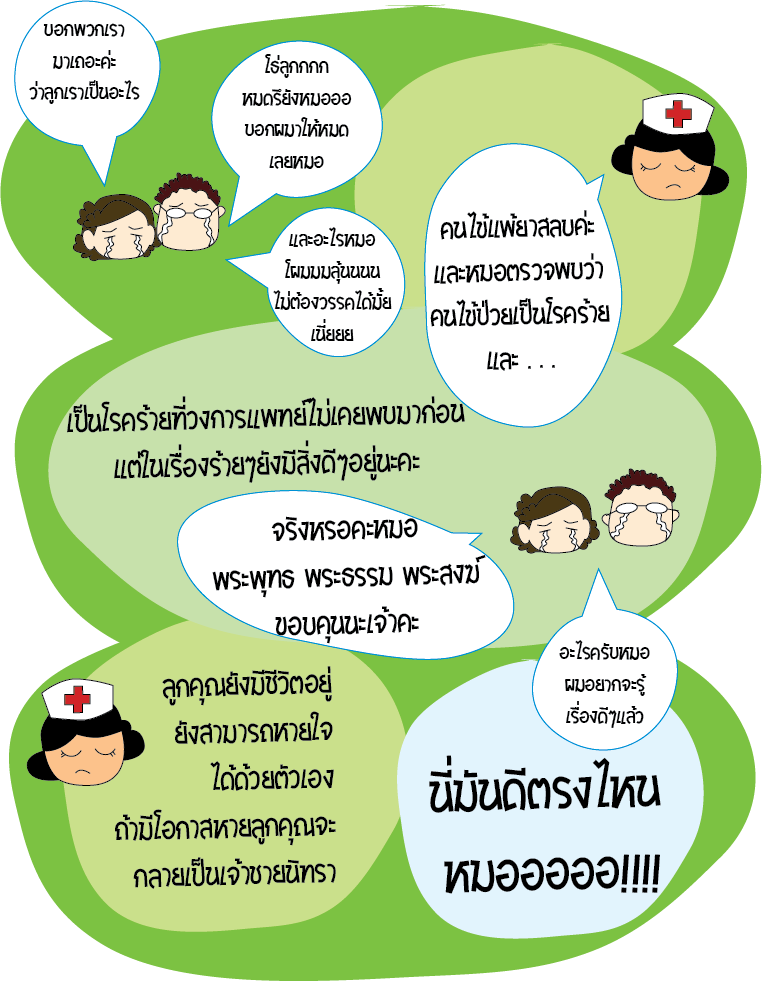 บอกพวกเรา
มาเถอะค่ะ
ว่าลูกเราเป็นอะไร
โธ่ลูกกกก
หมดรึยังหมอออ
บอกผมาให้หมด
เลยหมอ
และอะไรหมอ
โผมมมลุ้นนนน
ไม่ต้องวรรคได้มั้ย
เนี่ยยย
คนไข้แพ้ยาสลบค่ะ
และหมอตรวจพบว่า
คนไข้ป่วยเป็นโรคร้าย
และ ...
เป็นโรคร้ายที่วงการแพทย์ไม่เคยพบมาก่อน
แต่ในเรื่องร้ายๆยังมีสิ่งดีๆอยู่นะคะ
จริงหรอคะหมอ
พระพุทธ พระธรรม พระสงฆ์
ขอบคุนนะเจ้าคะ
อะไรครับหมอ
ผมอยากจะรู้
เรื่องดีๆแล้ว
ลูกคุณยังมีชีวิตอยู่
ยังสามารถหายใจ
ได้ด้วยตัวเอง
ถ้ามีโอกาสหายลูกคุณจะ
กลายเป็นเจ้าชายนิทรา
นี่มันดีตรงไหน
หมอออออ!!!!